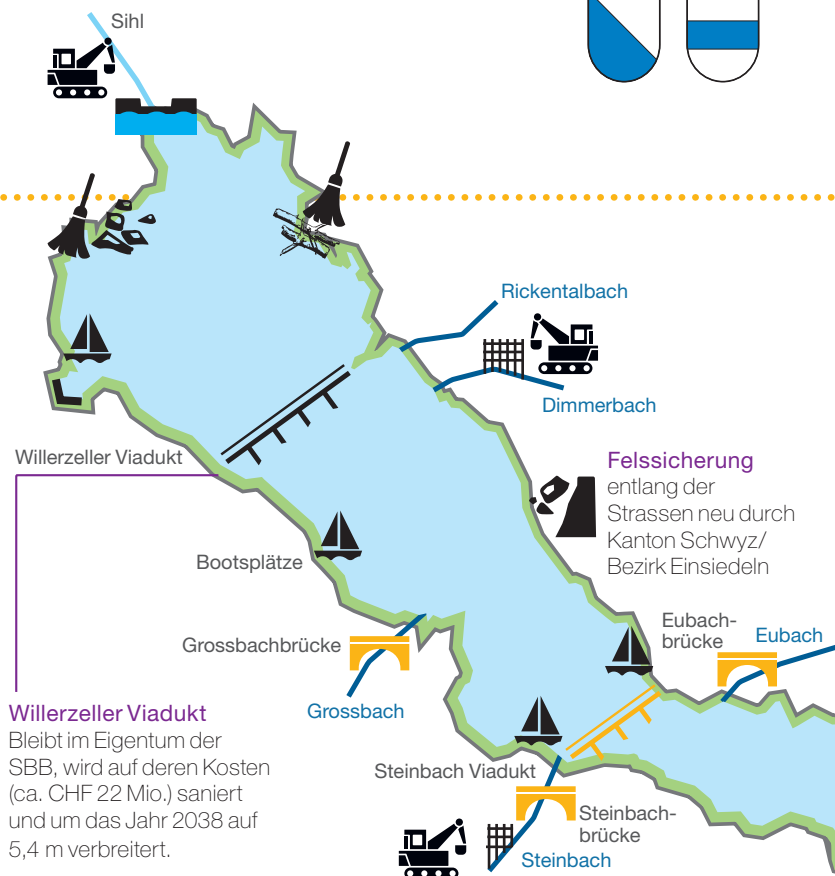 Sihl
Rickentalbach
Dimmerbach
Willerzeller Viadukt
Felssicherung
entlang der
Strassen neu durch
Kanton Schwyz/
Bezirk Einsiedeln
Bootsplätze
Eubach-
brücke
Eubach
Grossbachbrücke
Grossbach
Willerzeller Viadukt
Bleibt im Eigentum der
SBB, wird auf deren Kosten
(ca. CHF 22 Mio.) saniert
und um das Jahr 2038 auf
5,4 m verbreitert.
Steinbach Viadukt
Steinbach-
brücke
Steinbach